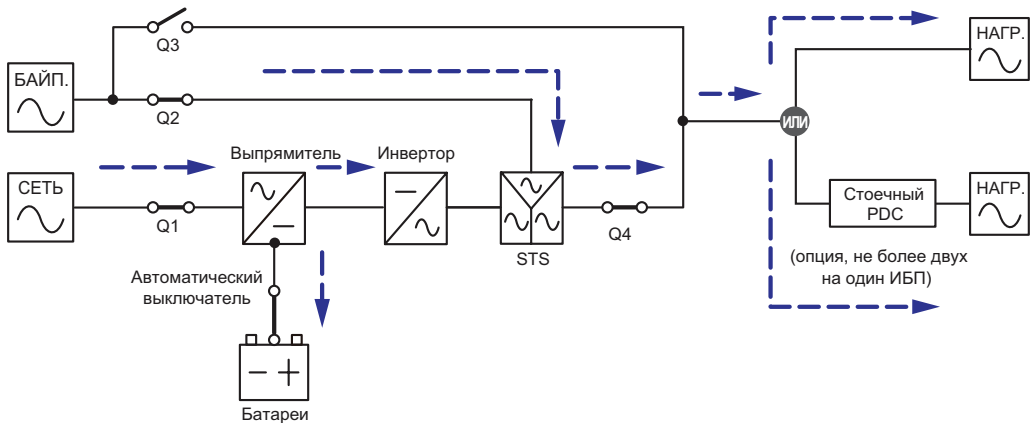 Q3
НАГР.
БАЙП.
Q2
ИЛИ
Выпрямитель
Инвертор
СЕТЬ
Стоечный
PDC
НАГР.
Q1
Q4
STS
(опция, не более двух
на один ИБП)
Автоматический
выключатель
Батареи